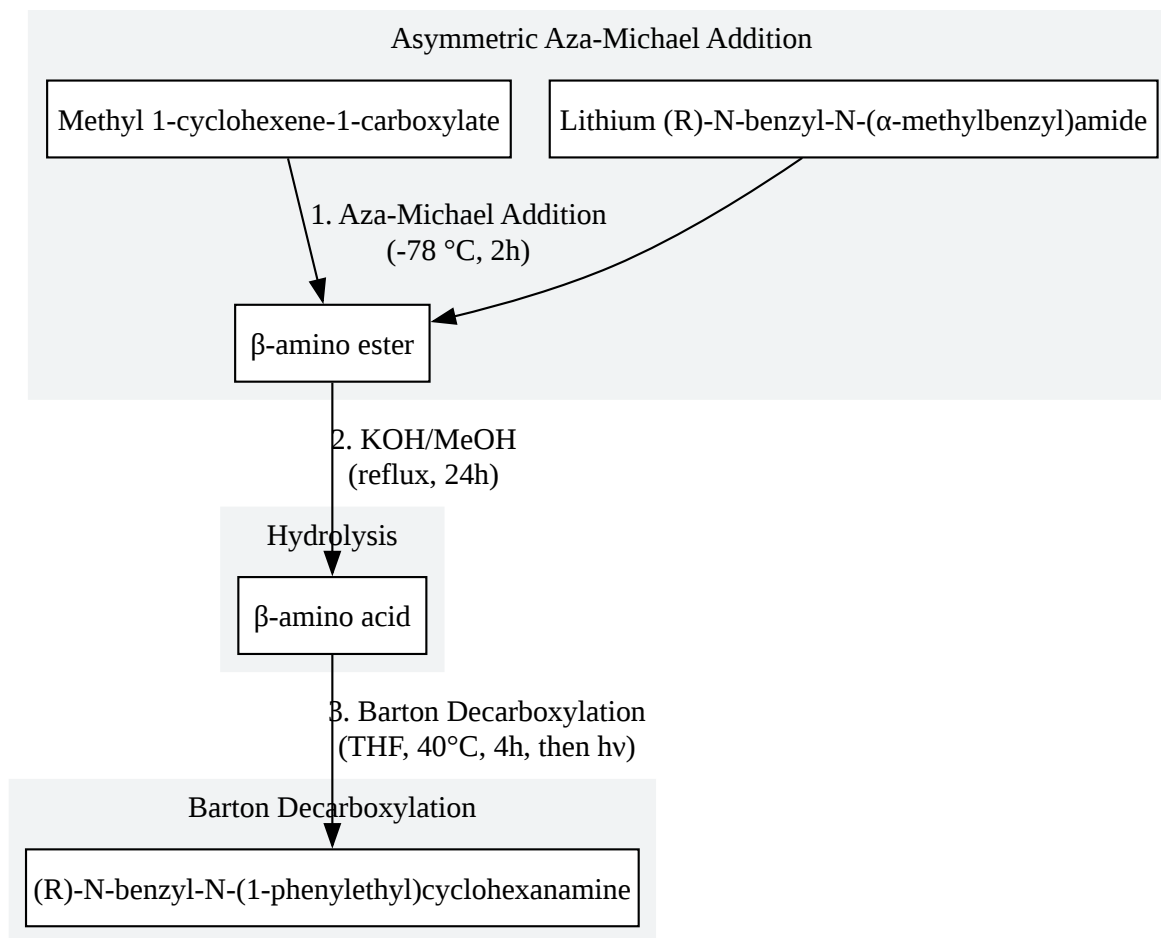 Asymmetric Aza-Michael Addition
Methyl 1-cyclohexene-1-carboxylate
Lithium (R)-N-benzyl-N-(α-methylbenzyl)amide
1. Aza-Michael Addition
(-78 °C, 2h)
β-amino ester
2. KOH/MeOH
(reflux, 24h)
Hydrolysis
β-amino acid
3. Barton Decarboxylation
(THF, 40°C, 4h, then hν)
Barton Decarboxylation
(R)-N-benzyl-N-(1-phenylethyl)cyclohexanamine